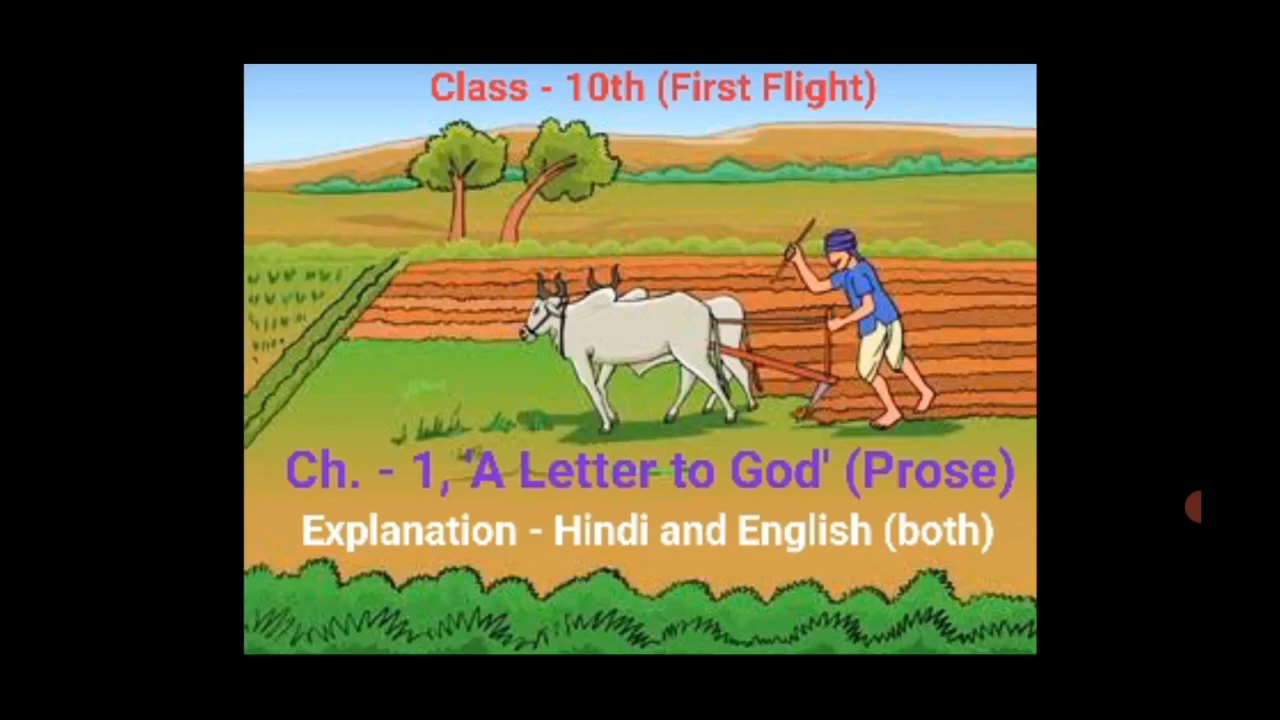 Class - 10th (First Flight)
Ch. - 1, 'A Letter to God' (Prose)
Explanation - Hindi and English (both)